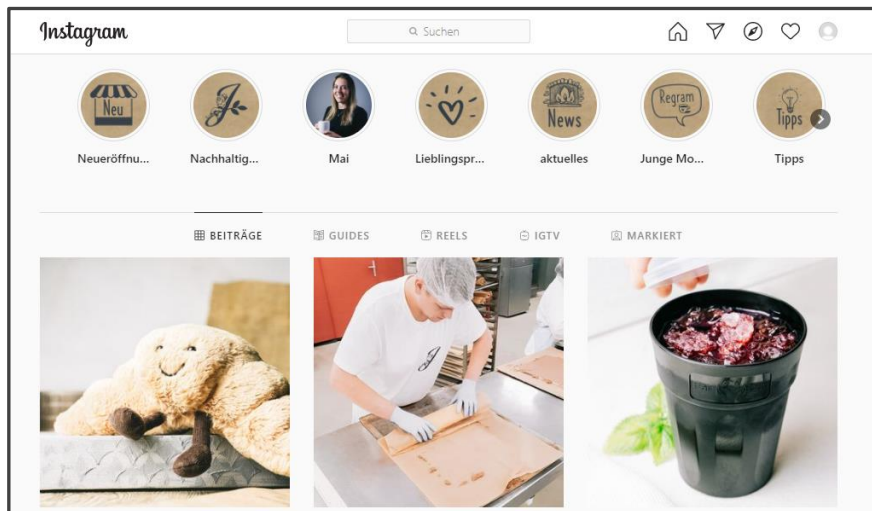 Instagram
Suchen
Neu
News
Regram
Tipps
Neueröffnu...
Nachhaltig...
Mai
Lieblingspr...
aktuelles
Junge Mo...
Tipps
BEITRÄGE
GUIDES
REELS
IGTV
MARKIERT